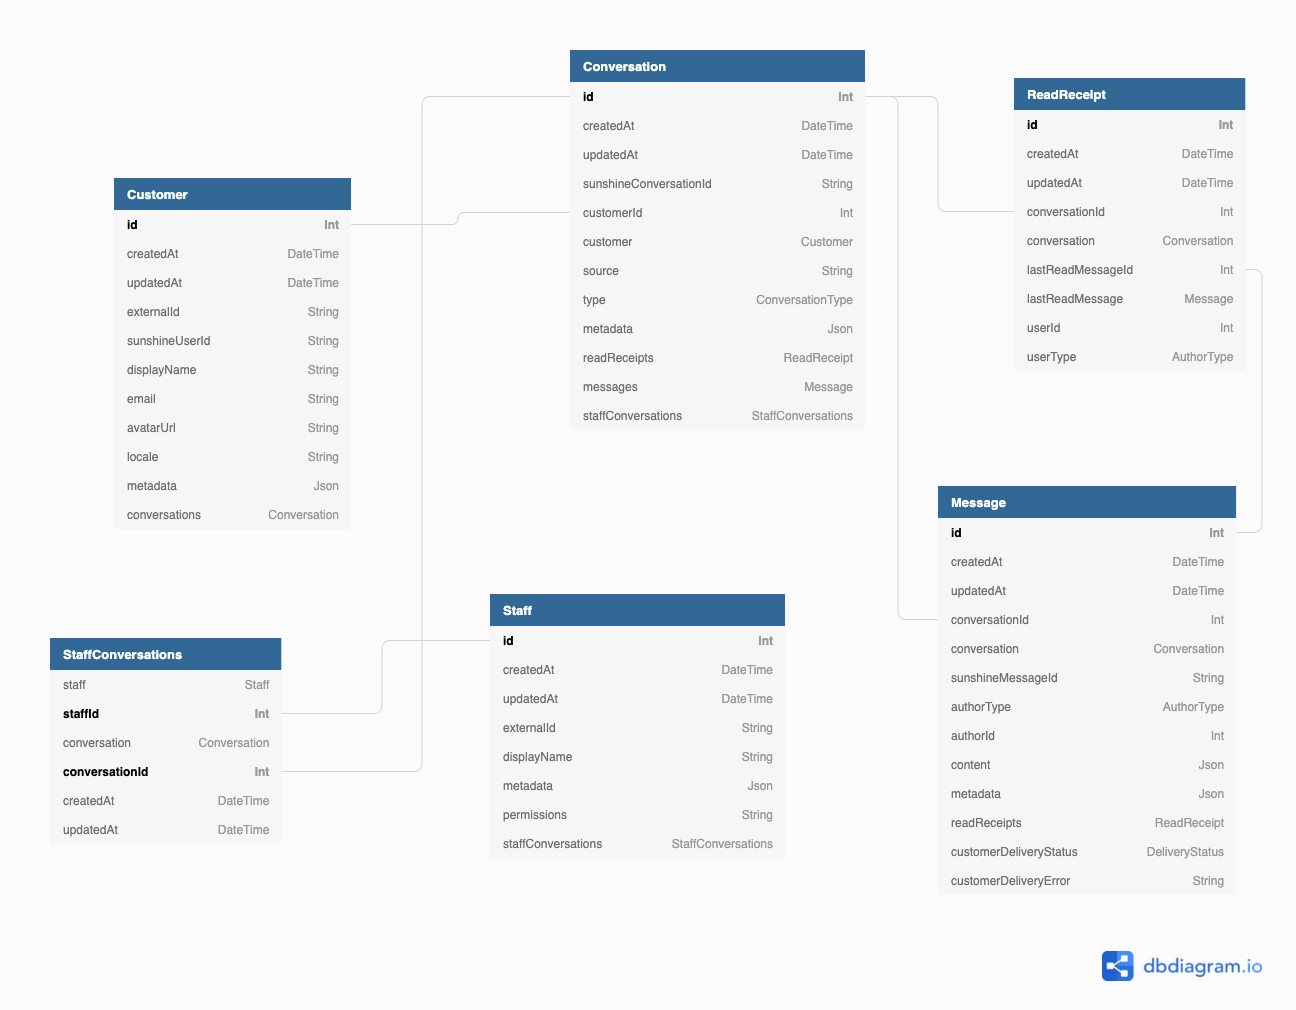 Conversation
id Int
createdAt DateTime
updatedAt DateTime
sunshineConversationId String
customerId Int
customer Customer
source String
type ConversationType
metadata Json
readReceipts ReadReceipt
messages Message
staffConversations StaffConversations
ReadReceipt
id Int
createdAt DateTime
updatedAt DateTime
conversationId Int
conversation Conversation
lastReadMessageId Int
lastReadMessage Message
userId Int
userType AuthorType
Customer
id Int
createdAt DateTime
updatedAt DateTime
externalId String
sunshineUserId String
displayName String
email String
avatarUrl String
locale String
metadata Json
conversations Conversation
Message
id Int
createdAt DateTime
updatedAt DateTime
conversationId Int
conversation Conversation
sunshineMessageId String
authorType AuthorType
authorId Int
content Json
metadata Json
readReceipts ReadReceipt
customerDeliveryStatus DeliveryStatus
customerDeliveryError String
Staff
id Int
createdAt DateTime
updatedAt DateTime
externalId String
displayName String
metadata Json
permissions String
staffConversations StaffConversations
StaffConversations
staff Staff
staffId Int
conversation Conversation
conversationId Int
createdAt DateTime
updatedAt DateTime
dbdiagram.io